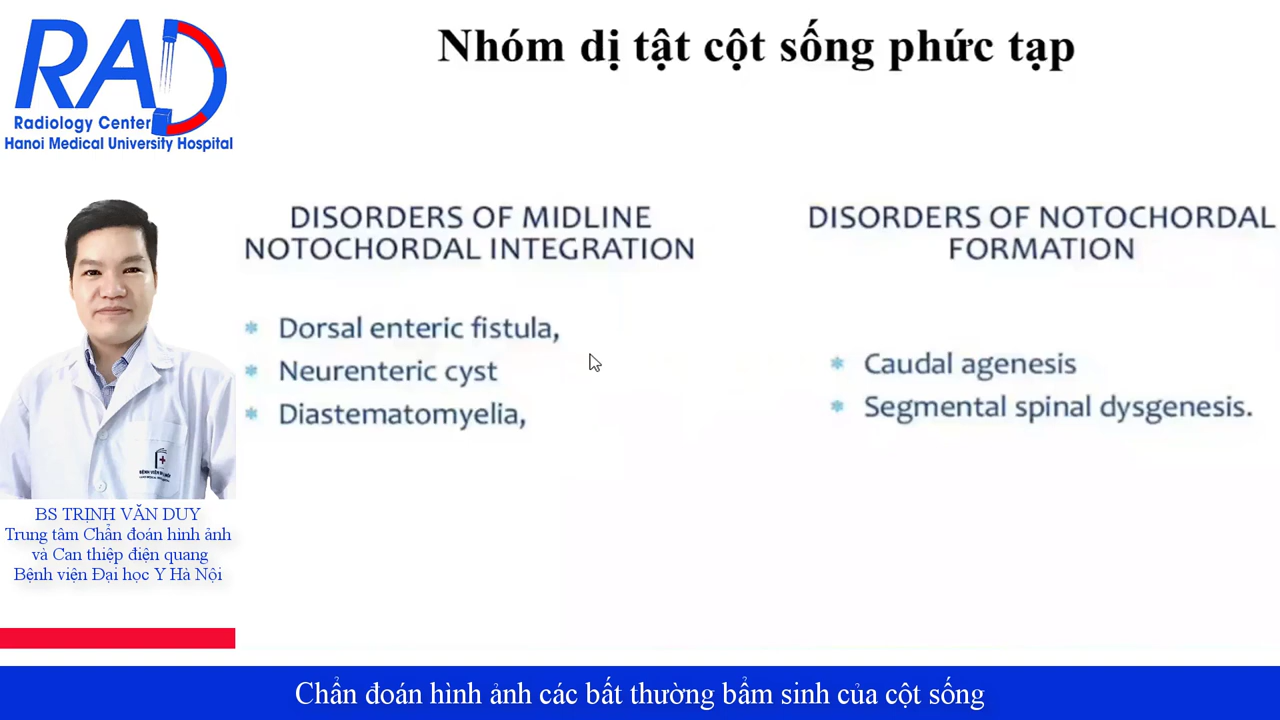 RAD
Radiology Center
Hanoi Medical University Hospital
Nhóm dị tật cột sống phức tạp
DISORDERS OF MIDLINE
NOTOCHORDAL INTEGRATION
* Dorsal enteric fistula,
* Neurenteric cyst
* Diastematomyelia,
DISORDERS OF NOTOCHORDAL
FORMATION
* Caudal agenesis
* Segmental spinal dysgenesis.
BS TRỊNH VĂN DUY
Trung tâm Chẩn đoán hình ảnh
và Can thiệp điện quang
Bệnh viện Đại học Y Hà Nội
Chẩn đoán hình ảnh các bất thường bẩm sinh của cột sống